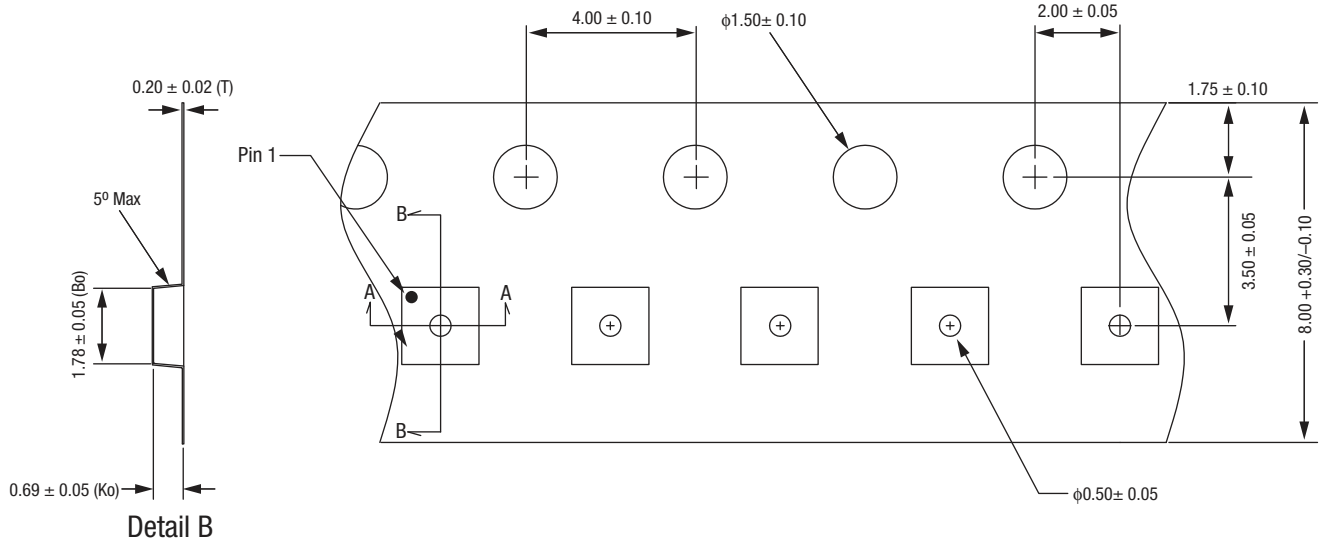 4.00 ± 0.10
ϕ1.50± 0.10
2.00 ± 0.05
0.20 ± 0.02 (T)
1.75 ± 0.10
Pin 1
5º Max
B
A
A
3.50 ± 0.05
8.00 +0.30/–0.10
1.78 ± 0.05 (Bo)
B
0.69 ± 0.05 (Ko)
ϕ0.50± 0.05
Detail B